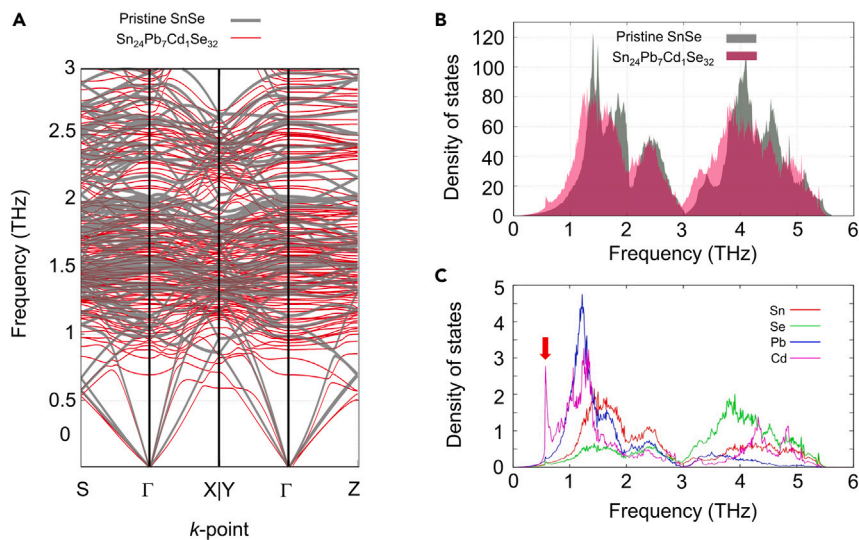 A
Pristine SnSe
Sn24Pb7Cd1Se32
3
2.5
2
1.5
1
0.5
0
Frequency (THz)
S Γ X|Y Γ Z
k-point
B
Pristine SnSe
Sn24Pb7Cd1Se32
120
100
80
60
40
20
0
Density of states
0 1 2 3 4 5 6
Frequency (THz)
C
Sn
Se
Pb
Cd
5
4
3
2
1
0
Density of states
0 1 2 3 4 5 6
Frequency (THz)